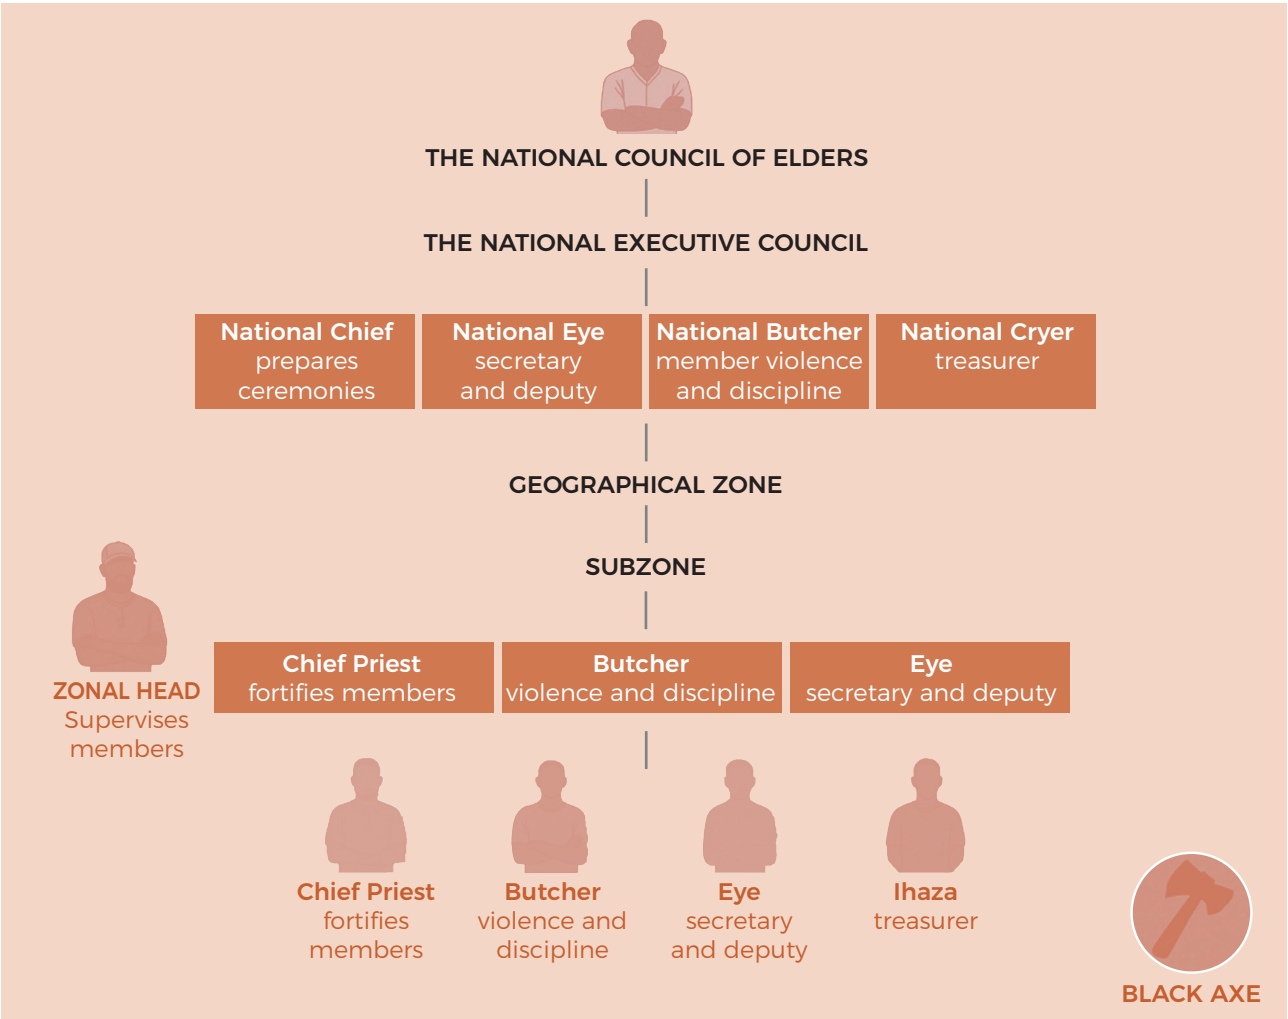 THE NATIONAL COUNCIL OF ELDERS
THE NATIONAL EXECUTIVE COUNCIL
National Chief
prepares
ceremonies
National Eye
secretary
and deputy
National Butcher
member violence
and discipline
National Cryer
treasurer
GEOGRAPHICAL ZONE
SUBZONE
ZONAL HEAD
Supervises
members
Chief Priest
fortifies members
Butcher
violence and discipline
Eye
secretary and deputy
Chief Priest
fortifies
members
Butcher
violence and
discipline
Eye
secretary
and deputy
Ihaza
treasurer
BLACK AXE